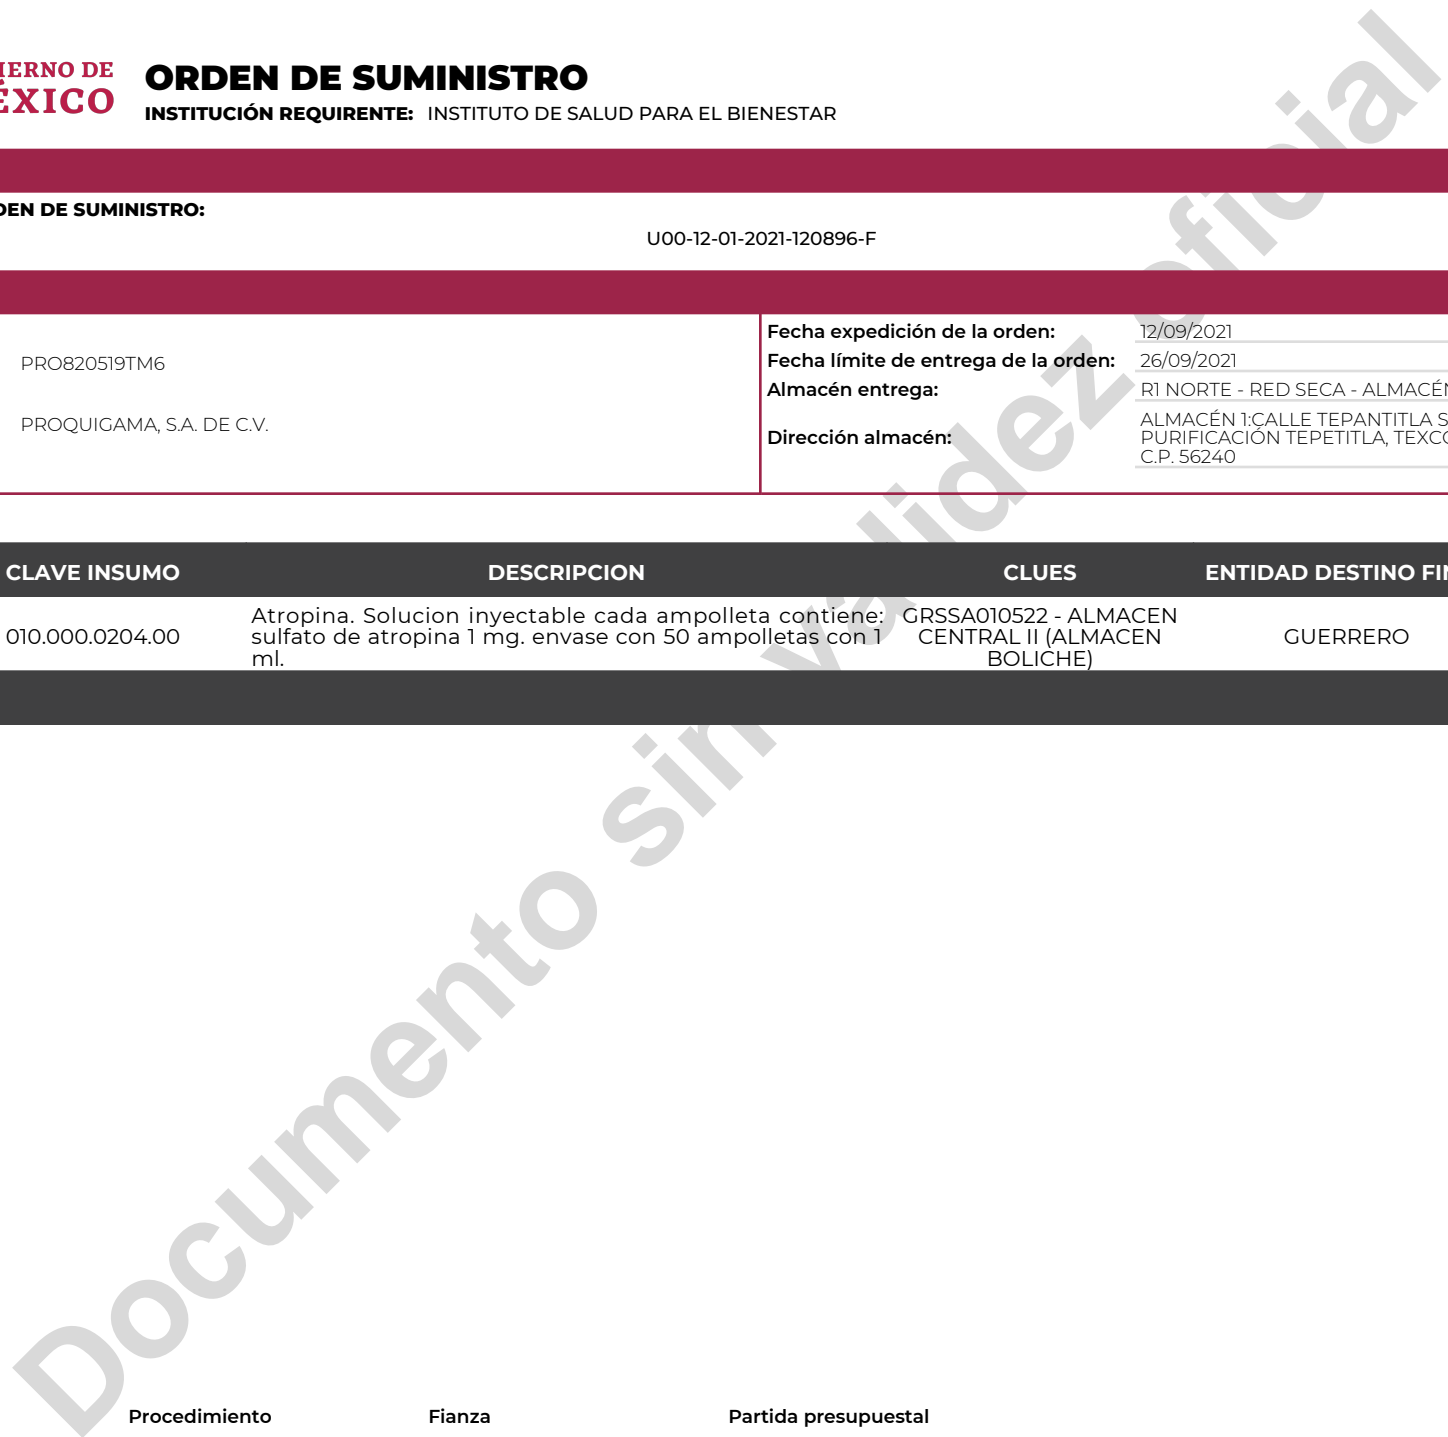 IERNO DE
ÉXICO
ORDEN DE SUMINISTRO
INSTITUCIÓN REQUIRENTE: INSTITUTO DE SALUD PARA EL BIENESTAR
DEN DE SUMINISTRO:
U00-12-01-2021-120896-F
PRO820519TM6
PROQUIGAMA, S.A. DE C.V.
Fecha expedición de la orden: 12/09/2021
Fecha límite de entrega de la orden: 26/09/2021
Almacén entrega: R1 NORTE - RED SECA - ALMACÉN
Dirección almacén:
ALMACÉN 1:CALLE TEPANTITLA S
PURIFICACIÓN TEPETITLA, TEXCO
C.P. 56240
CLAVE INSUMO DESCRIPCION CLUES ENTIDAD DESTINO FIN
010.000.0204.00
Atropina. Solucion inyectable cada ampolleta contiene:
sulfato de atropina 1 mg. envase con 50 ampolletas con 1
ml.
GRSSA010522 - ALMACEN
CENTRAL II (ALMACEN
BOLICHE)
GUERRERO
Documento sin validez oficial
Procedimiento Fianza Partida presupuestal